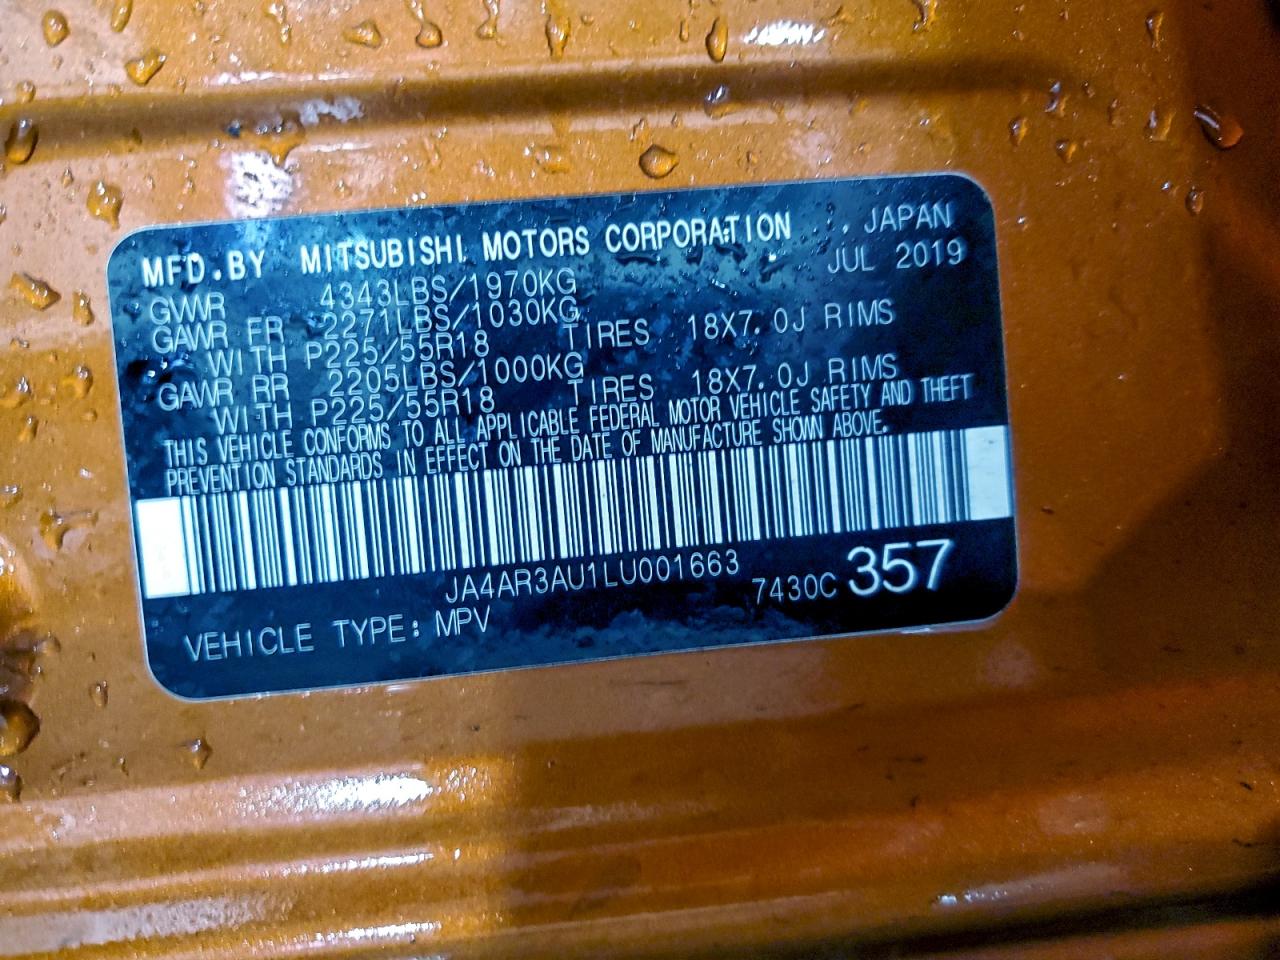 MFD.BY MITSUBISHI MOTORS CORPORATION , JAPAN
JUL 2019
GVWR 4343LBS/1970KG
GAWR FR 2271LBS/1030KG
WITH P225/55R18 TIRES 18X7.0J RIMS
GAWR RR 2205LBS/1000KG
WITH P225/55R18 TIRES 18X7.0J RIMS
THIS VEHICLE CONFORMS TO ALL APPLICABLE FEDERAL MOTOR VEHICLE SAFETY AND THEFT
PREVENTION STANDARDS IN EFFECT ON THE DATE OF MANUFACTURE SHOWN ABOVE.
JA4AR3AU1LU001663
7430C 357
VEHICLE TYPE: MPV